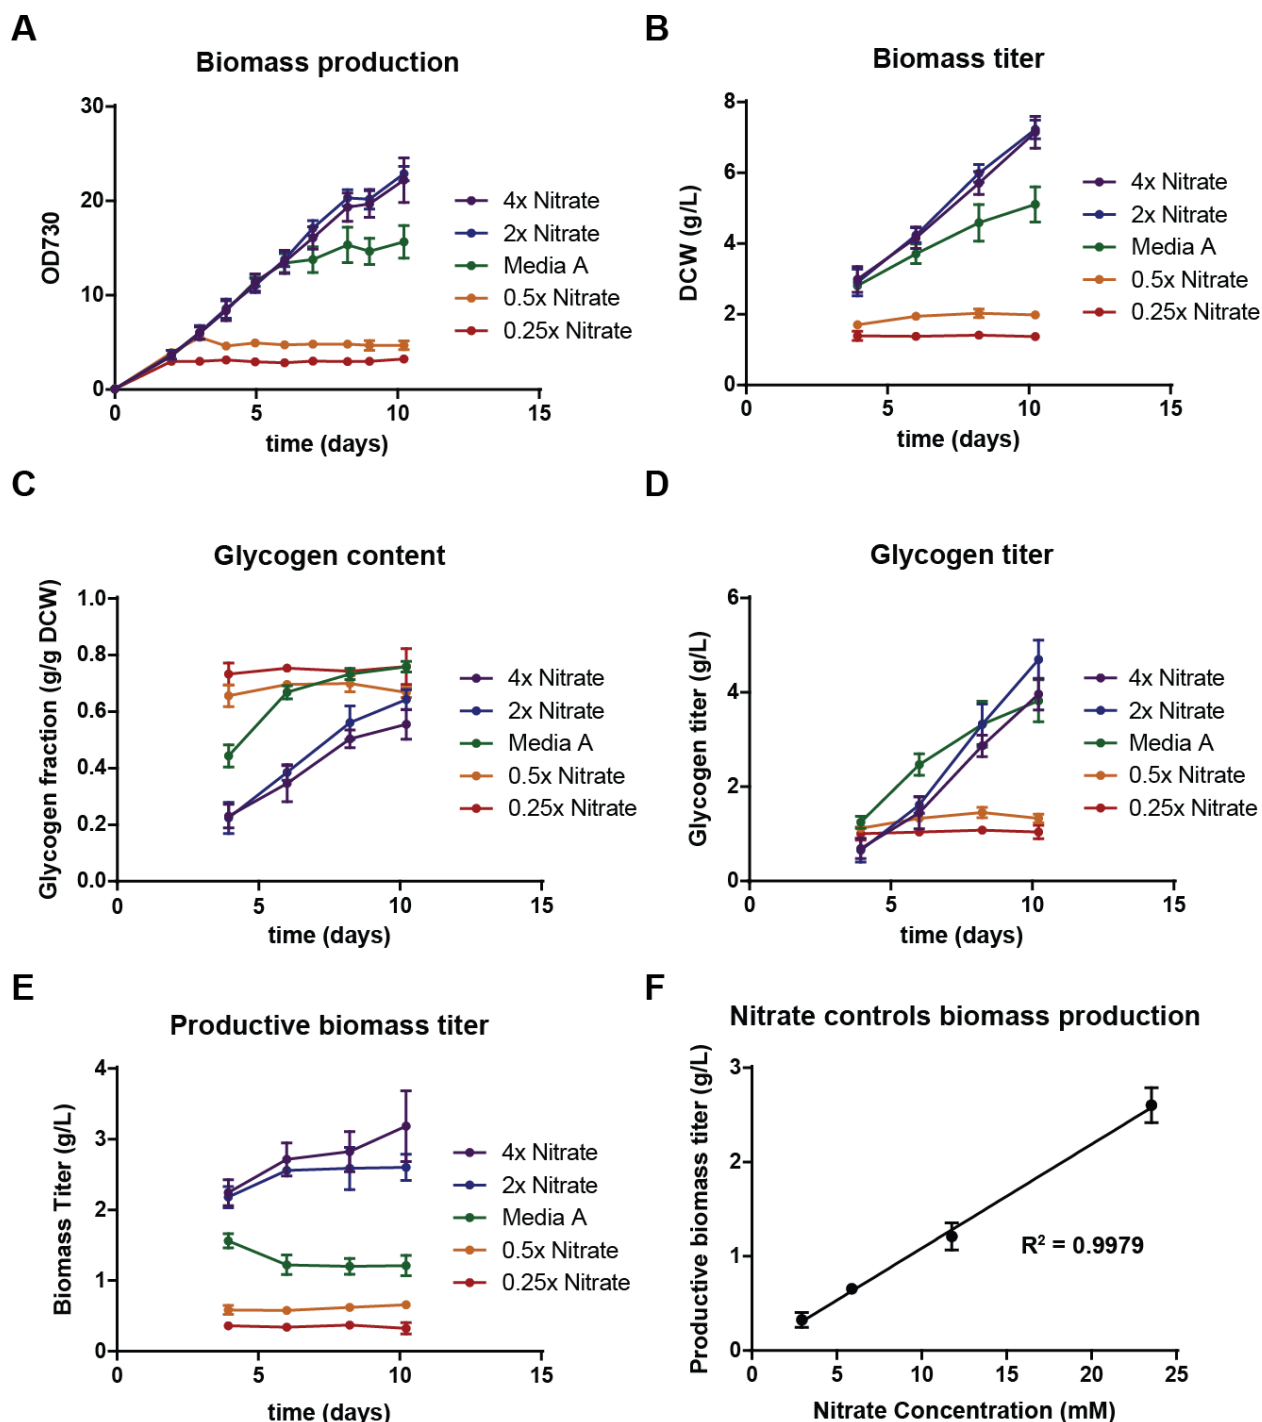 A
Biomass production
OD730
30
20
10
0
0
5
10
15
time (days)
4x Nitrate
2x Nitrate
Media A
0.5x Nitrate
0.25x Nitrate
B
Biomass titer
DCW (g/L)
8
6
4
2
0
0
5
10
15
time (days)
4x Nitrate
2x Nitrate
Media A
0.5x Nitrate
0.25x Nitrate
C
Glycogen content
Glycogen fraction (g/g DCW)
1.0
0.8
0.6
0.4
0.2
0.0
0
5
10
15
time (days)
4x Nitrate
2x Nitrate
Media A
0.5x Nitrate
0.25x Nitrate
D
Glycogen titer
Glycogen titer (g/L)
6
4
2
0
0
5
10
15
time (days)
4x Nitrate
2x Nitrate
Media A
0.5x Nitrate
0.25x Nitrate
E
Productive biomass titer
Biomass Titer (g/L)
4
3
2
1
0
0
5
10
15
time (days)
4x Nitrate
2x Nitrate
Media A
0.5x Nitrate
0.25x Nitrate
F
Nitrate controls biomass production
Productive biomass titer (g/L)
3
2
1
0
0
5
10
15
20
25
R² = 0.9979
Nitrate Concentration (mM)